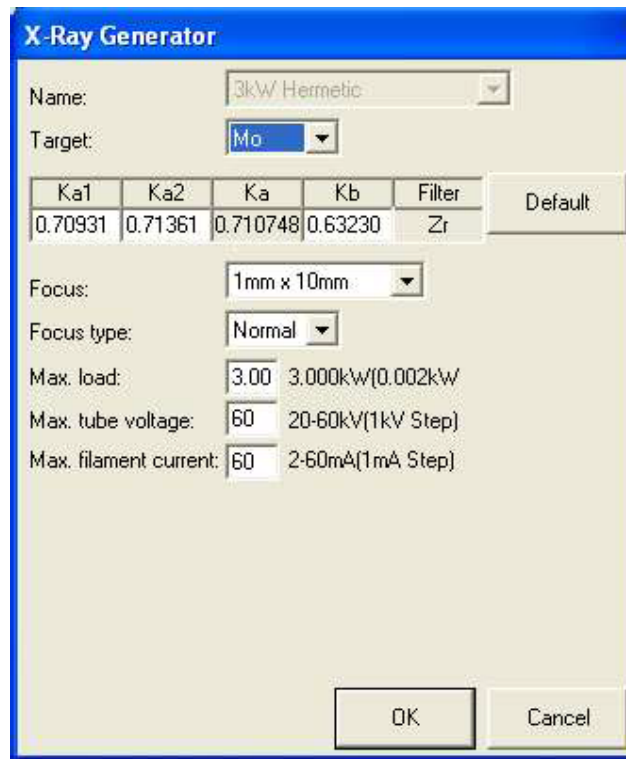 X-Ray Generator
Name: 3kW Hermetic
Target: Mo
Ka1 Ka2 Ka Kb Filter Default
0.70931 0.71361 0.710748 0.63230 Zr
Focus: 1mm x 10mm
Focus type: Normal
Max. load: 3.00 3.000kW(0.002kW
Max. tube voltage: 60 20-60kV(1kV Step)
Max. filament current: 60 2-60mA(1mA Step)
OK Cancel